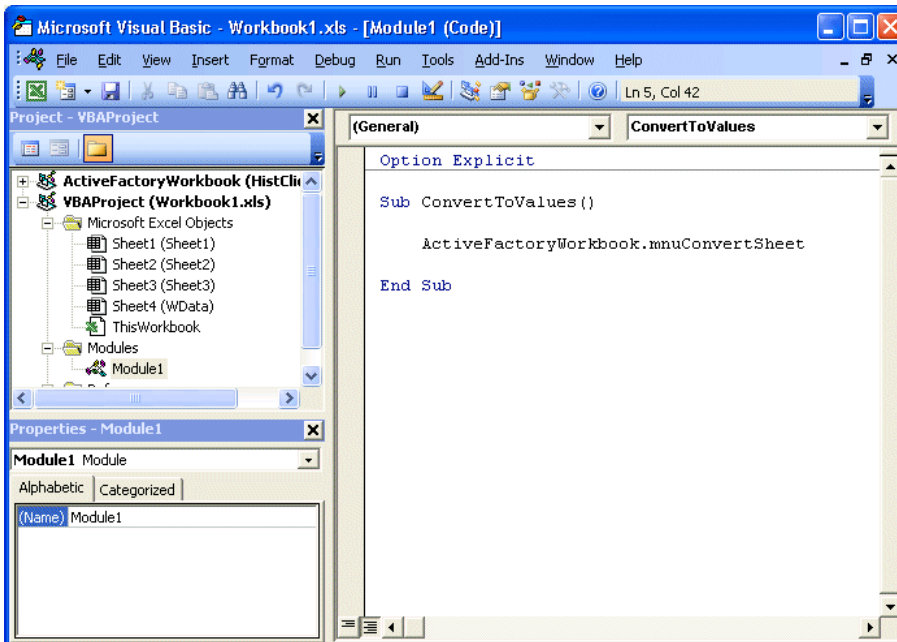 Microsoft Visual Basic - Workbook1.xls - [Module1 (Code)]
File Edit View Insert Format Debug Run Tools Add-Ins Window Help
Ln 5, Col 42
Project - VBAProject
ActiveFactoryWorkbook (HistClie
VBAProject (Workbook1.xls)
Microsoft Excel Objects
Sheet1 (Sheet1)
Sheet2 (Sheet2)
Sheet3 (Sheet3)
Sheet4 (WData)
ThisWorkbook
Modules
Module1
Properties - Module1
Module1 Module
Alphabetic Categorized
(Name) Module1
(General) ConvertToValues
Option Explicit
Sub ConvertToValues()
ActiveFactoryWorkbook.mnuConvertSheet
End Sub